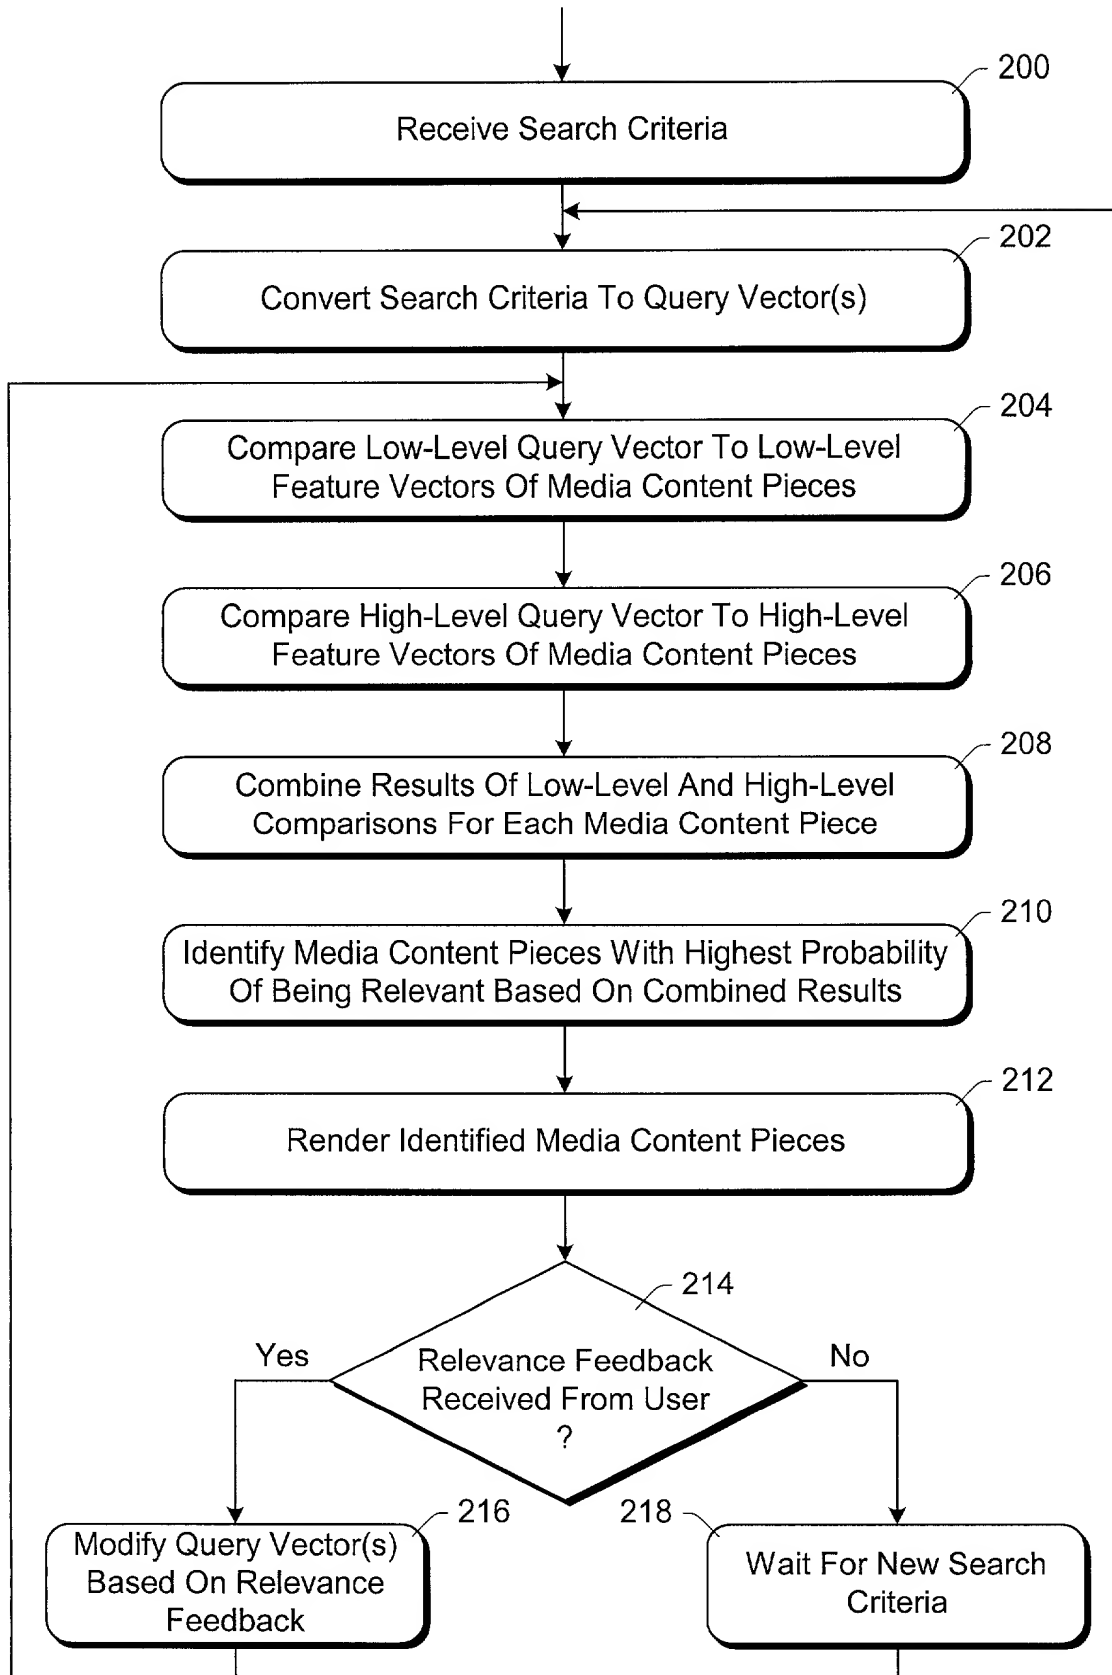 200
Receive Search Criteria
202
Convert Search Criteria To Query Vector(s)
204
Compare Low-Level Query Vector To Low-Level
Feature Vectors Of Media Content Pieces
206
Compare High-Level Query Vector To High-Level
Feature Vectors Of Media Content Pieces
208
Combine Results Of Low-Level And High-Level
Comparisons For Each Media Content Piece
210
Identify Media Content Pieces With Highest Probability
Of Being Relevant Based On Combined Results
212
Render Identified Media Content Pieces
214
Yes
No
Relevance Feedback
Received From User
?
216
Modify Query Vector(s)
Based On Relevance
Feedback
218
Wait For New Search
Criteria